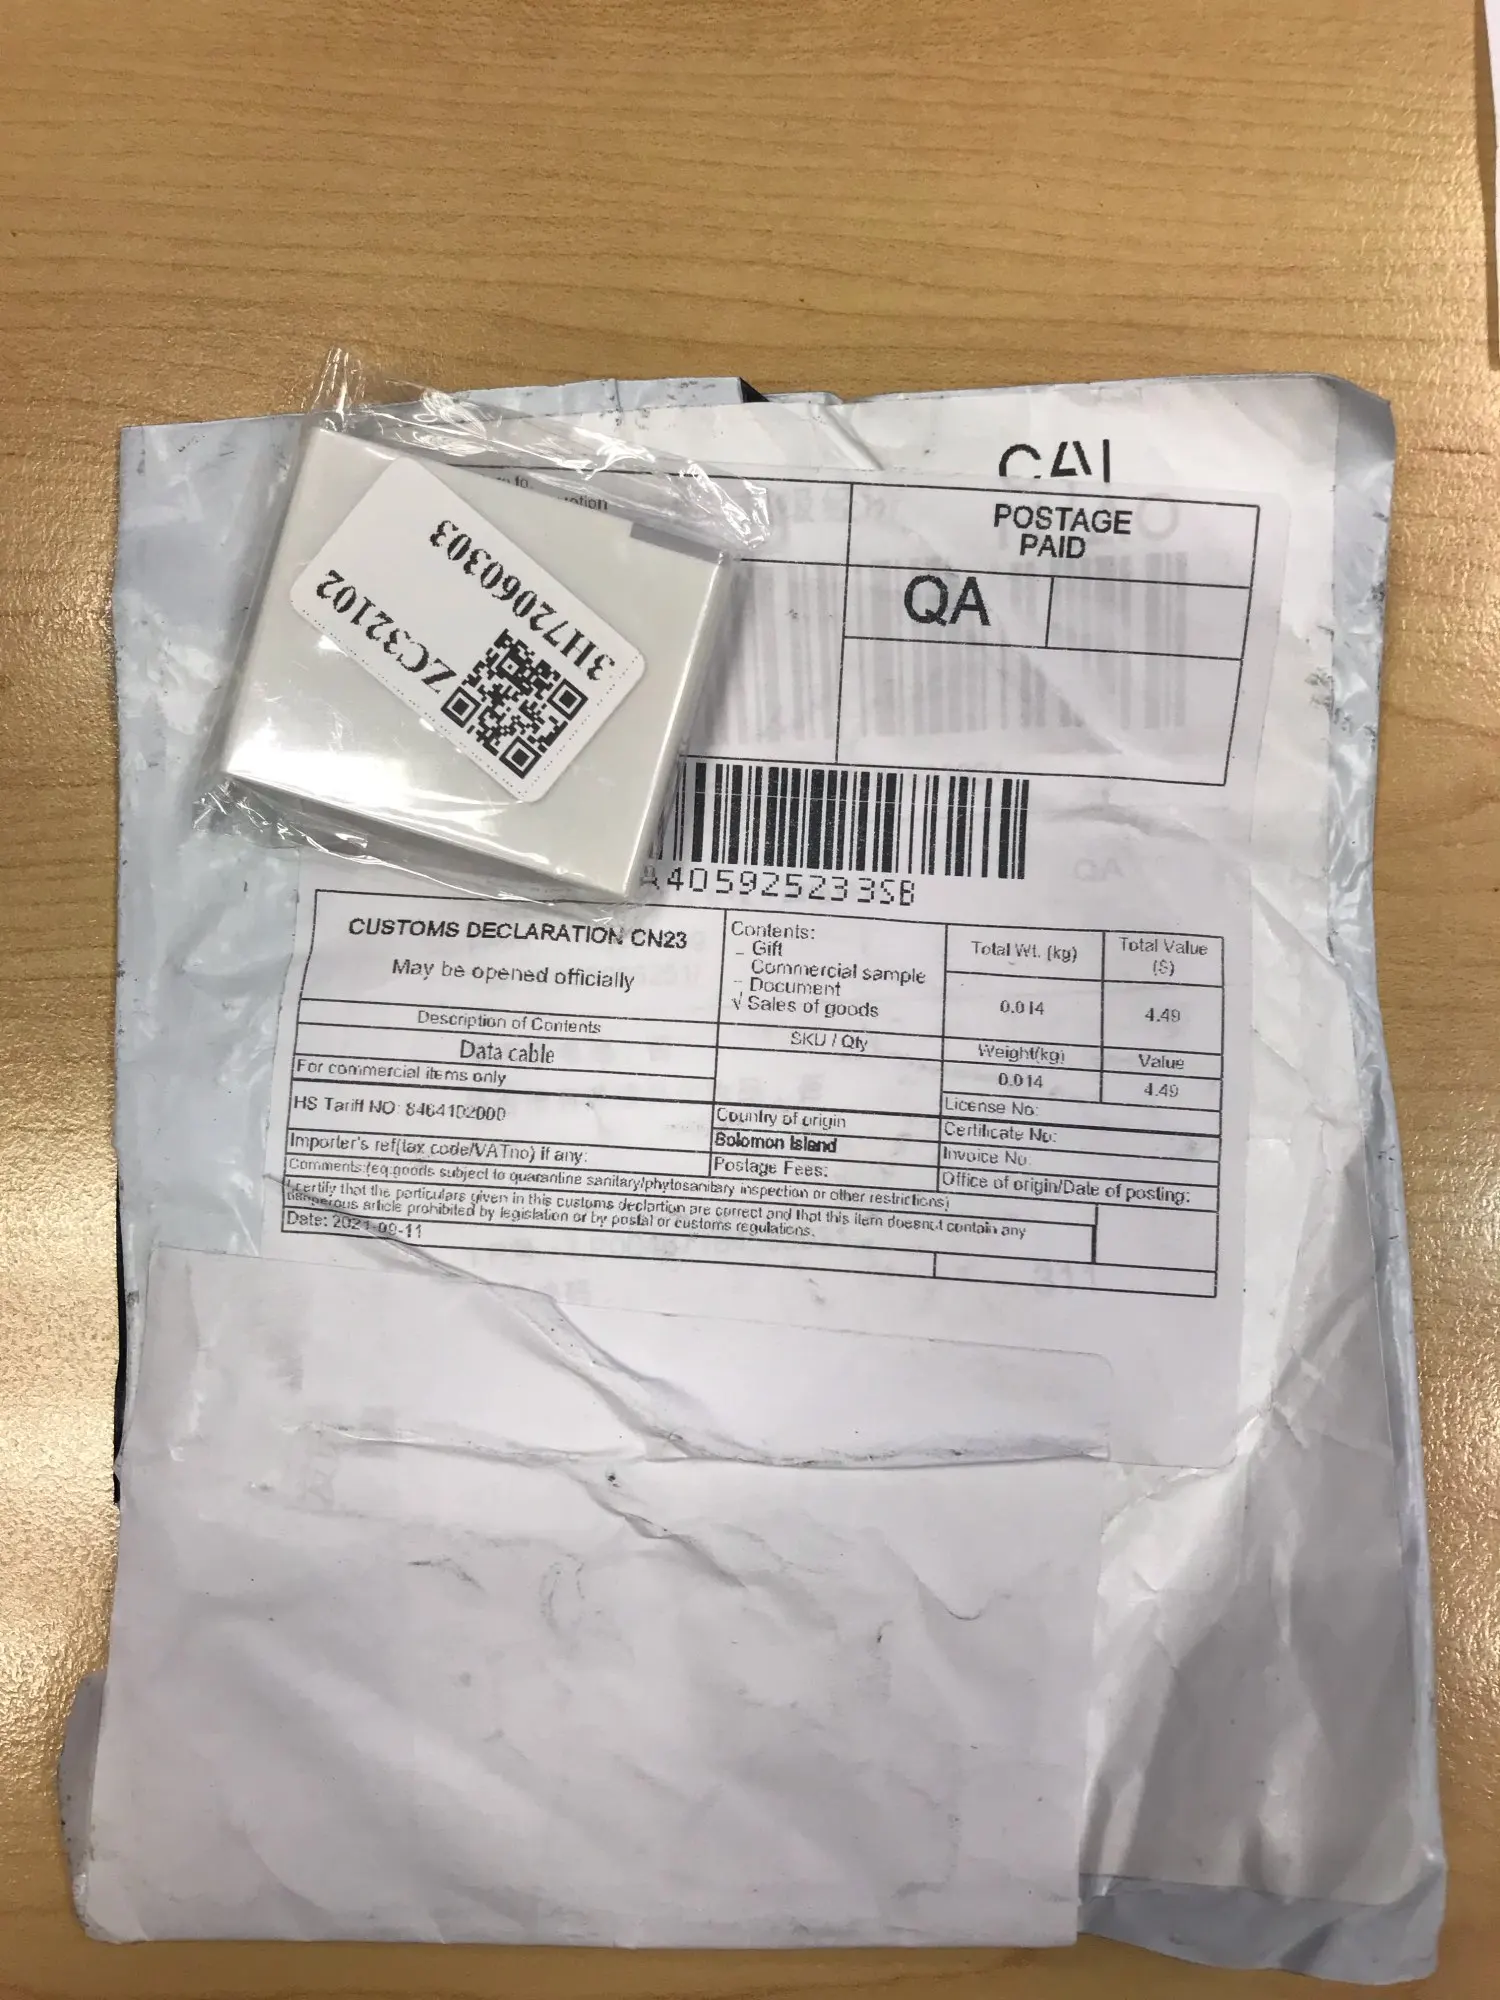 POSTAGE
PAID
QA
3H72060303
ZC32102
A405925233SB
CUSTOMS DECLARATION CN23
May be opened officially
Contents:
_ Gift
Commercial sample
- Document
√ Sales of goods
Total Wt. (kg)
Total Value
($)
0.014
4.49
Description of Contents
SKU / Qty
Weight(kg)
Value
Data cable
0.014
4.49
For commercial items only
License No:
HS Tariff NO: 8464102000
Country of origin
Certificate No:
Importer's ref(tax code/VATno) if any:
Solomon Island
Invoice No.
Postage Fees:
Office of origin/Date of posting:
Comments:(eq:goods subject to quarantine sanitary/phytosanitary inspection or other restrictions)
I certify that the particulars given in this customs declartion are correct and that this item doesnot contain any
dangerous article prohibited by legislation or by postal or customs regulations.
Date: 2021-09-11